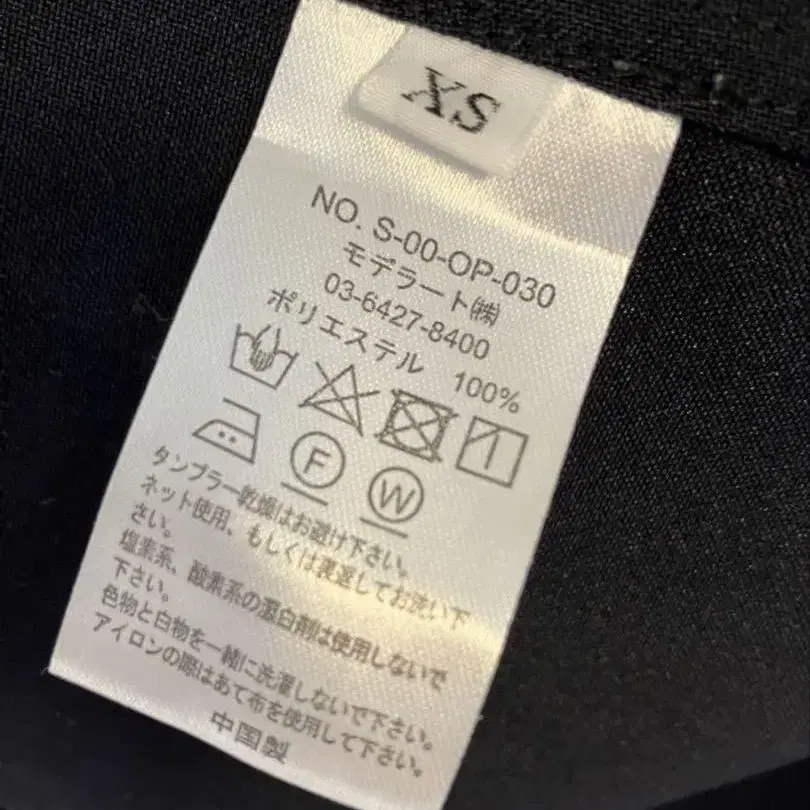 XS
NO. S-00-OP-030
モデラート㈱
03-6427-8400
ポリエステル 100%
F W
タンブラー乾燥はお避け下さい。
ネット使用、もしくは裏返してお洗い下
さい。
塩素系、酸素系の漂白剤は使用しないで
下さい。
色物と白物を一緒に洗濯しないで下さい。
アイロンの際はあて布を使用して下さい。
中国製